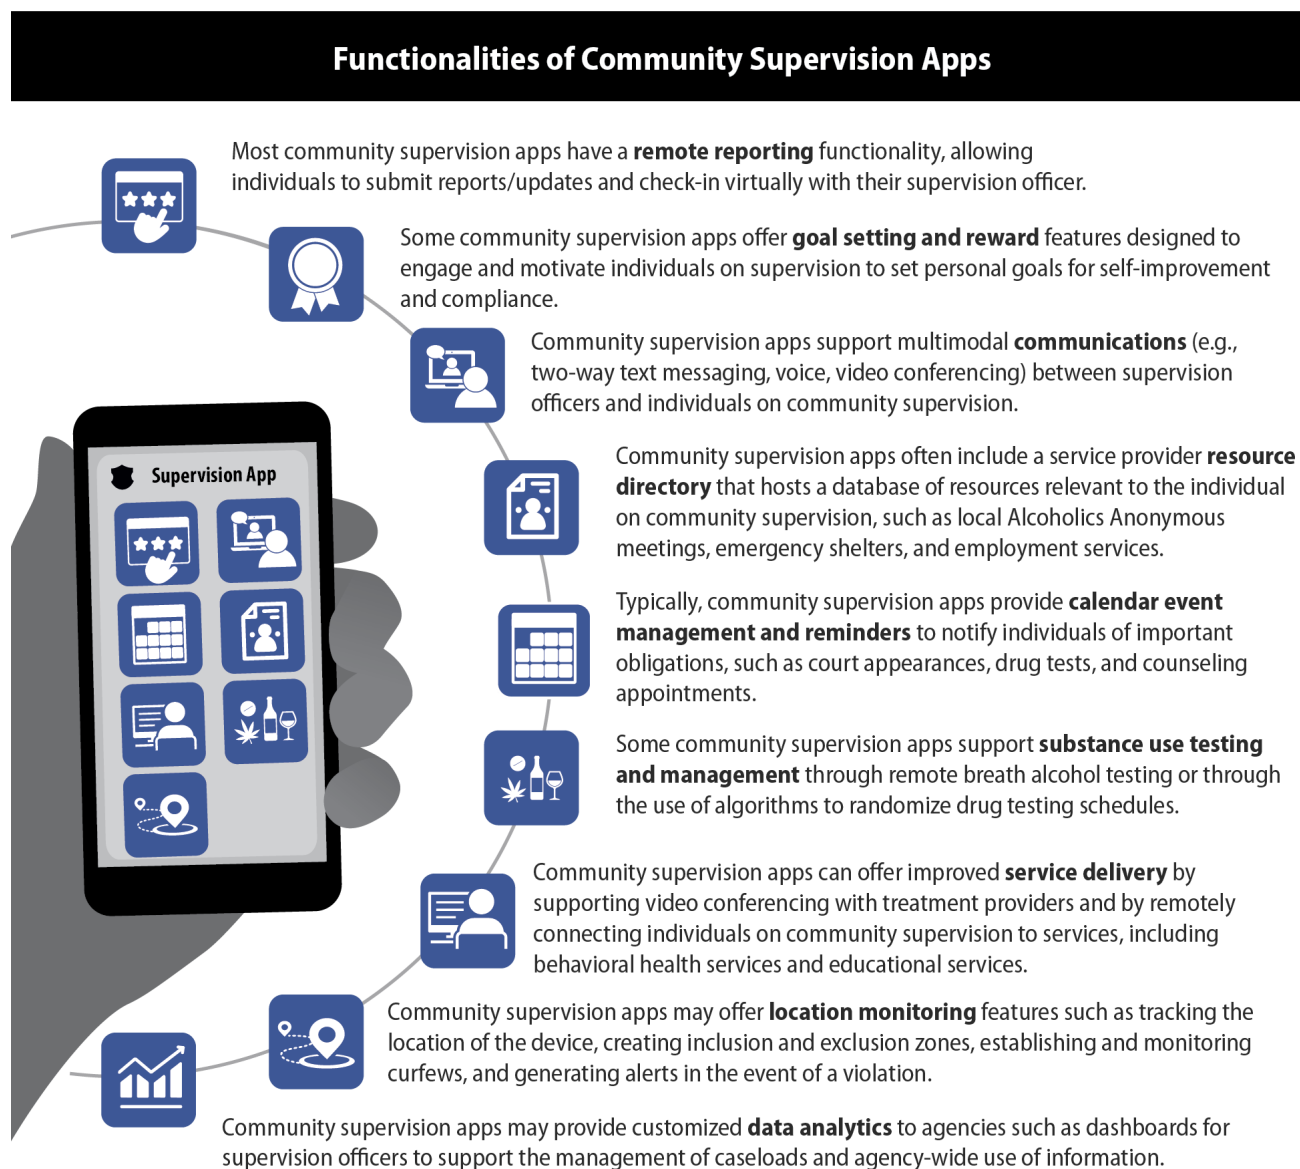 Functionalities of Community Supervision Apps
Most community supervision apps have a remote reporting functionality, allowing
individuals to submit reports/updates and check-in virtually with their supervision officer.
Some community supervision apps offer goal setting and reward features designed to
engage and motivate individuals on supervision to set personal goals for self-improvement
and compliance.
Community supervision apps support multimodal communications (e.g.,
two-way text messaging, voice, video conferencing) between supervision
officers and individuals on community supervision.
Community supervision apps often include a service provider resource
directory that hosts a database of resources relevant to the individual
on community supervision, such as local Alcoholics Anonymous
meetings, emergency shelters, and employment services.
Supervision App
Typically, community supervision apps provide calendar event
management and reminders to notify individuals of important
obligations, such as court appearances, drug tests, and counseling
appointments.
Some community supervision apps support substance use testing
and management through remote breath alcohol testing or through
the use of algorithms to randomize drug testing schedules.
Community supervision apps can offer improved service delivery by
supporting video conferencing with treatment providers and by remotely
connecting individuals on community supervision to services, including
behavioral health services and educational services.
Community supervision apps may offer location monitoring features such as tracking the
location of the device, creating inclusion and exclusion zones, establishing and monitoring
curfews, and generating alerts in the event of a violation.
Community supervision apps may provide customized data analytics to agencies such as dashboards for
supervision officers to support the management of caseloads and agency-wide use of information.